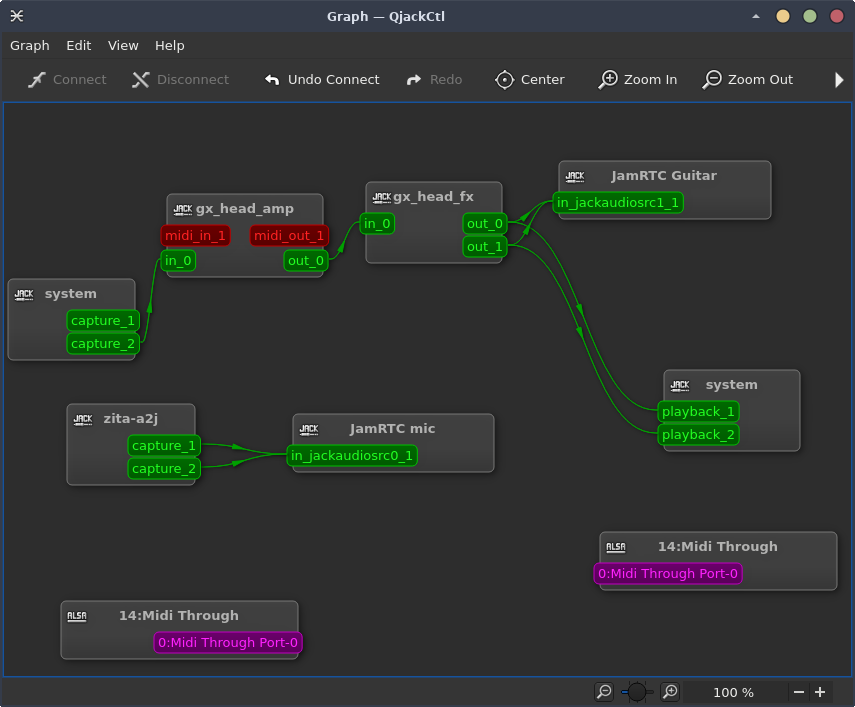 Graph — QjackCtl
Graph Edit View Help
Connect Disconnect Undo Connect Redo Center Zoom In Zoom Out
JACK JamRTC Guitar
in_jackaudiosrc1_1
JACK gx_head_fx
in_0 out_0
out_1
JACK gx_head_amp
midi_in_1 midi_out_1
in_0 out_0
JACK system
capture_1
capture_2
JACK system
playback_1
playback_2
JACK zita-a2j
capture_1
capture_2
JACK JamRTC mic
in_jackaudiosrc0_1
ALSA 14:Midi Through
0:Midi Through Port-0
ALSA 14:Midi Through
0:Midi Through Port-0
100 %